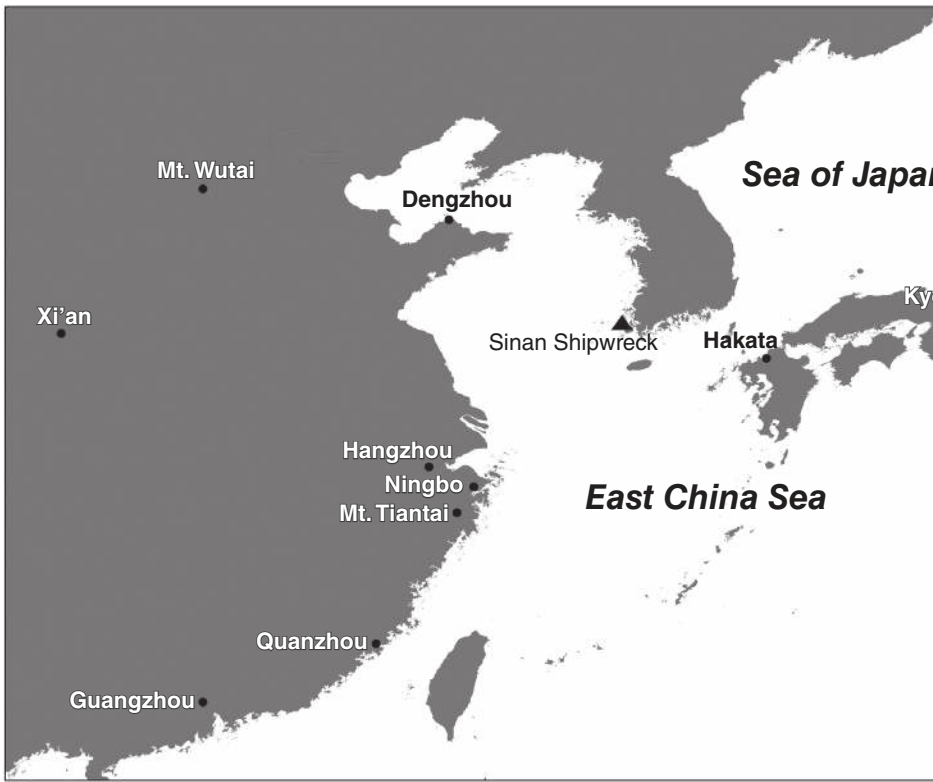 Mt. Wutai
Sea of Japan
Dengzhou
Xi’an
Sinan Shipwreck
Hakata
Hangzhou
Ningbo
Mt. Tiantai
East China Sea
Quanzhou
Guangzhou